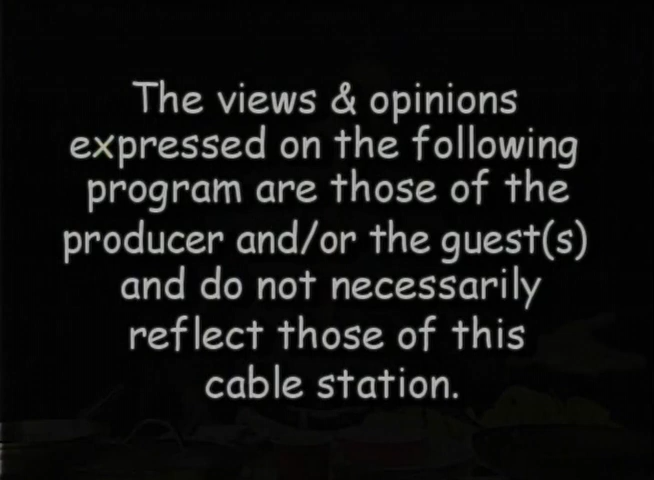 The views & opinions
expressed on the following
program are those of the
producer and/or the guest(s)
and do not necessarily
reflect those of this
cable station.